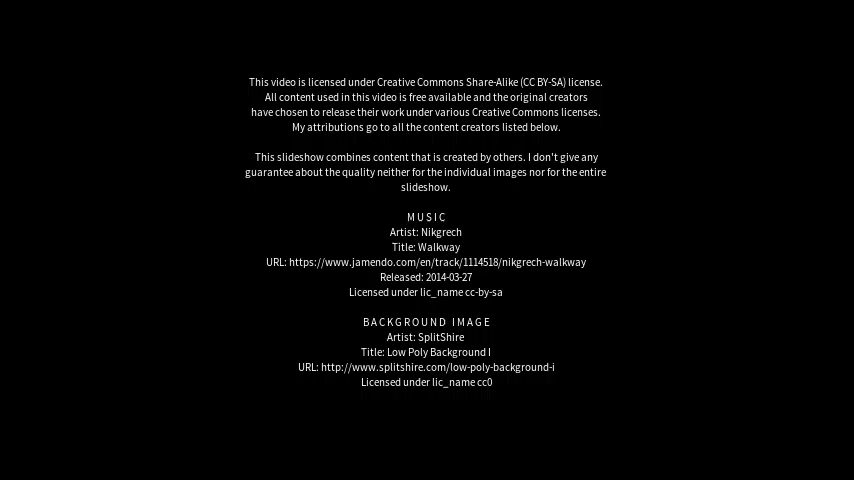 This video is licensed under Creative Commons Share-Alike (CC BY-SA) license.
All content used in this video is free available and the original creators
have chosen to release their work under various Creative Commons licenses.
My attributions go to all the content creators listed below.
This slideshow combines content that is created by others. I don't give any
guarantee about the quality neither for the individual images nor for the entire
slideshow.
M U S I C
Artist: Nikgrech
Title: Walkway
URL: https://www.jamendo.com/en/track/1114518/nikgrech-walkway
Released: 2014-03-27
Licensed under lic_name cc-by-sa
B A C K G R O U N D  I M A G E
Artist: SplitShire
Title: Low Poly Background I
URL: http://www.splitshire.com/low-poly-background-i
Licensed under lic_name cc0